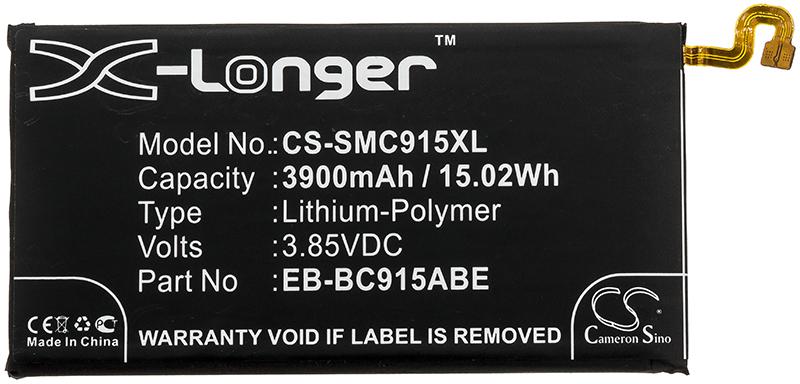 X-Longer™
Model No.: CS-SMC915XL
Capacity : 3900mAh / 15.02Wh
Type : Lithium-Polymer
Volts : 3.85VDC
Part No : EB-BC915ABE
CE
Made In China
WARRANTY VOID IF LABEL IS REMOVED
CS
Cameron Sino